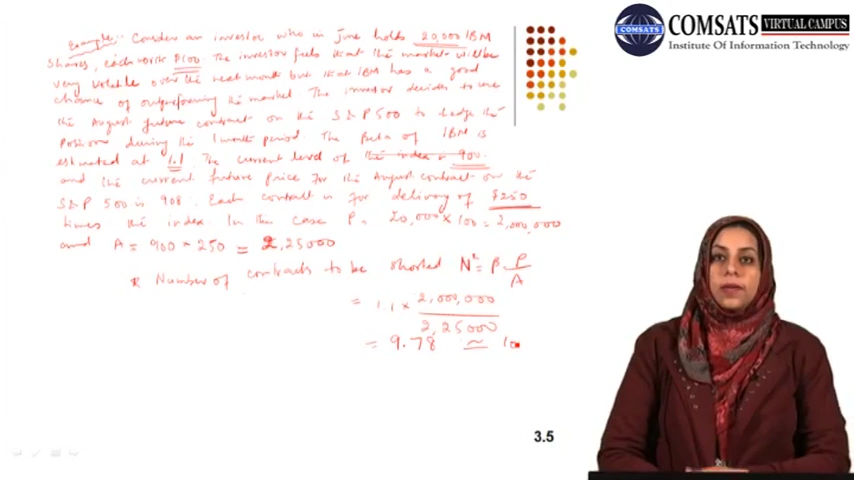 COMSATS VIRTUAL CAMPUS
Institute Of Information Technology
COMSATS
Example:- Consider an investor who in June holds 20,000 IBM
shares, each worth $100. The investor feels that the market will be
very volatile over the next month but that IBM has a good
chance of outperforming the market. The investor decides to use
the August future contract on the S&P 500 to hedge the
Position during the 1 month period. The Beta of IBM is
estimated at 1.1. The current level of the index is 900.
and the current future price for the August contract on the
S&P 500 is 908. Each contract is for delivery of $250
times the index. In the case P = 20,000 × 100 = 2,000,000
and A = 900 × 250 = 2,25000
* Number of contracts to be shorted N* = β P/A
= 1.1 × 2,000,000
2,25000
= 9.78 ≃ 10
3.5